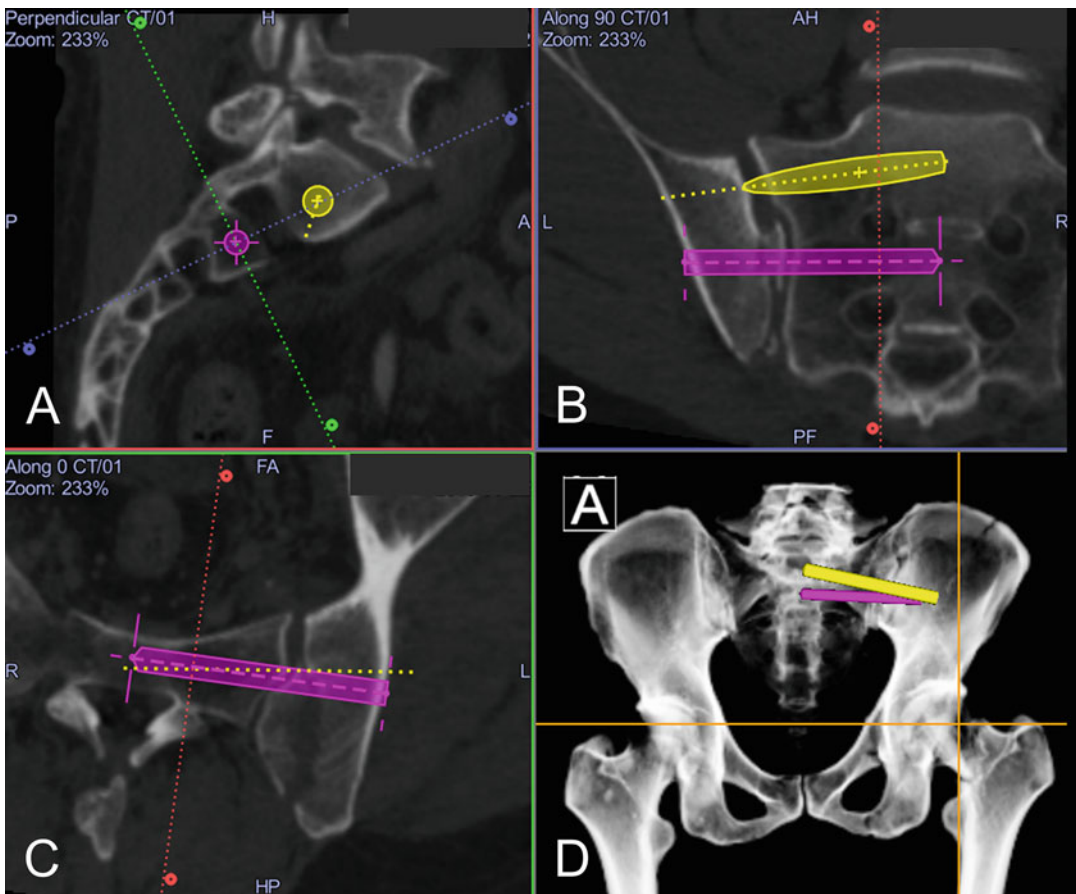 Perpendicular CT/01
Zoom: 233%
H
P
A
F
A
Along 90 CT/01
Zoom: 233%
AH
L
R
PF
B
Along 0 CT/01
Zoom: 233%
FA
R
L
HP
C
A
D